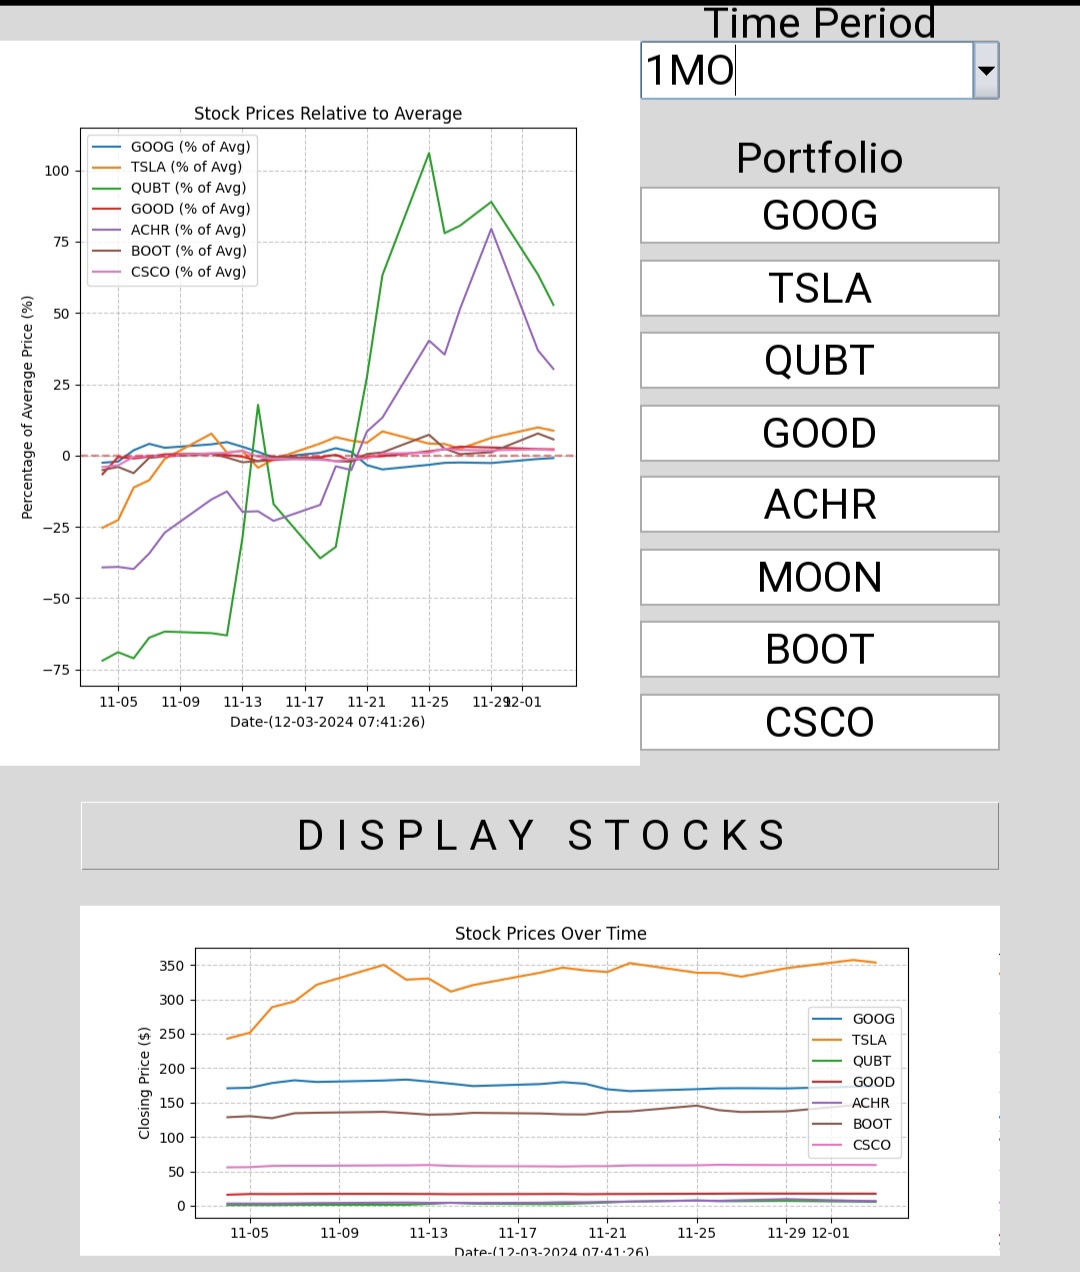 Time Period
1MO
Portfolio
GOOG
TSLA
QUBT
GOOD
ACHR
MOON
BOOT
CSCO
Stock Prices Relative to Average
GOOG (% of Avg)
TSLA (% of Avg)
QUBT (% of Avg)
GOOD (% of Avg)
ACHR (% of Avg)
BOOT (% of Avg)
CSCO (% of Avg)
Percentage of Average Price (%)
100
75
50
25
0
−25
−50
−75
11-05 11-09 11-13 11-17 11-21 11-25 11-29 12-01
Date-(12-03-2024 07:41:26)
DISPLAY STOCKS
Stock Prices Over Time
Closing Price ($)
350
300
250
200
150
100
50
0
GOOG
TSLA
QUBT
GOOD
ACHR
BOOT
CSCO
11-05 11-09 11-13 11-17 11-21 11-25 11-29 12-01
Date-(12-03-2024 07:41:26)